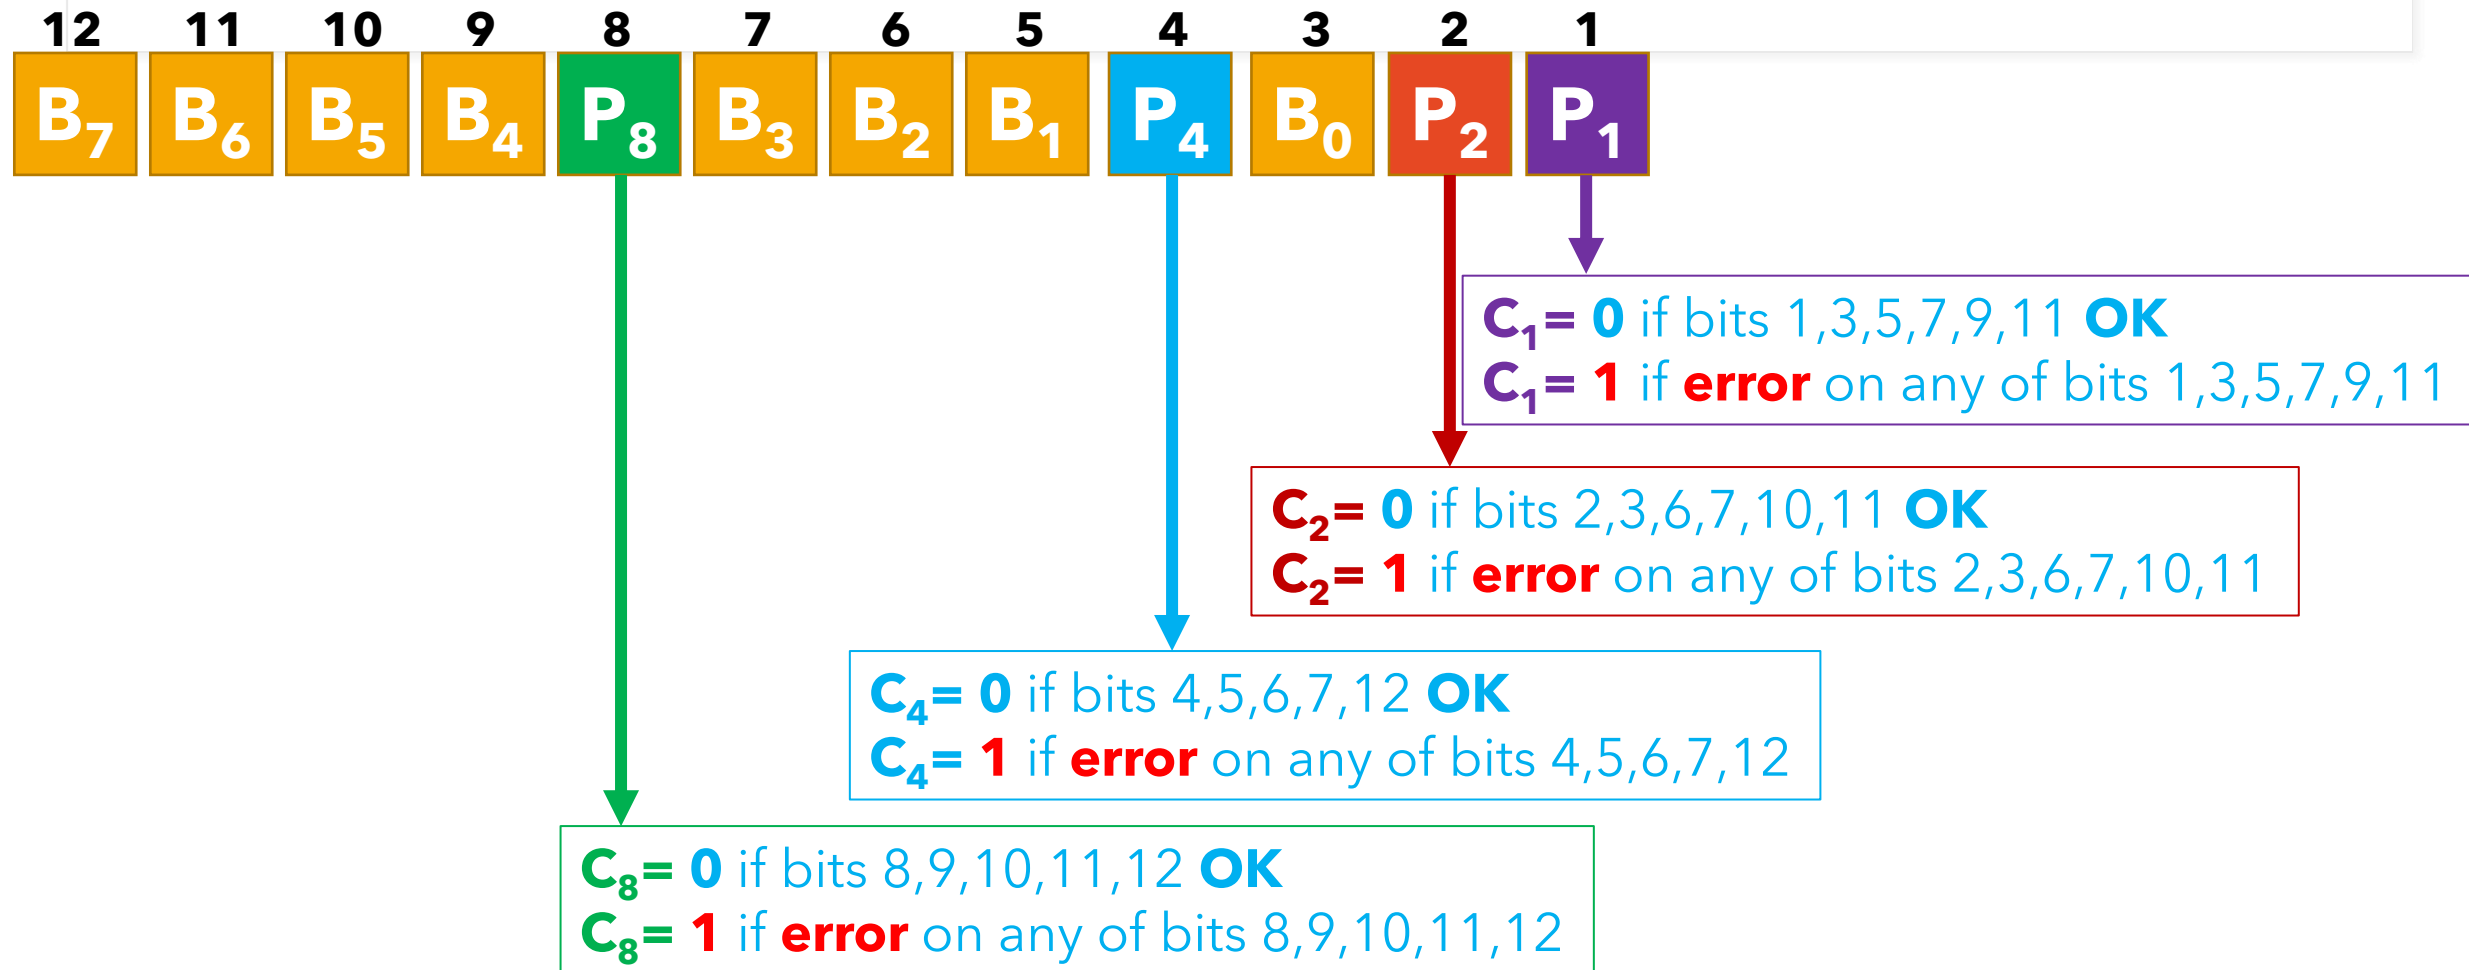 12 11 10 9 8 7 6 5 4 3 2 1
B7 B6 B5 B4 P8 B3 B2 B1 P4 B0 P2 P1
C1= 0 if bits 1,3,5,7,9,11 OK
C1= 1 if error on any of bits 1,3,5,7,9,11
C2= 0 if bits 2,3,6,7,10,11 OK
C2= 1 if error on any of bits 2,3,6,7,10,11
C4= 0 if bits 4,5,6,7,12 OK
C4= 1 if error on any of bits 4,5,6,7,12
C8= 0 if bits 8,9,10,11,12 OK
C8= 1 if error on any of bits 8,9,10,11,12